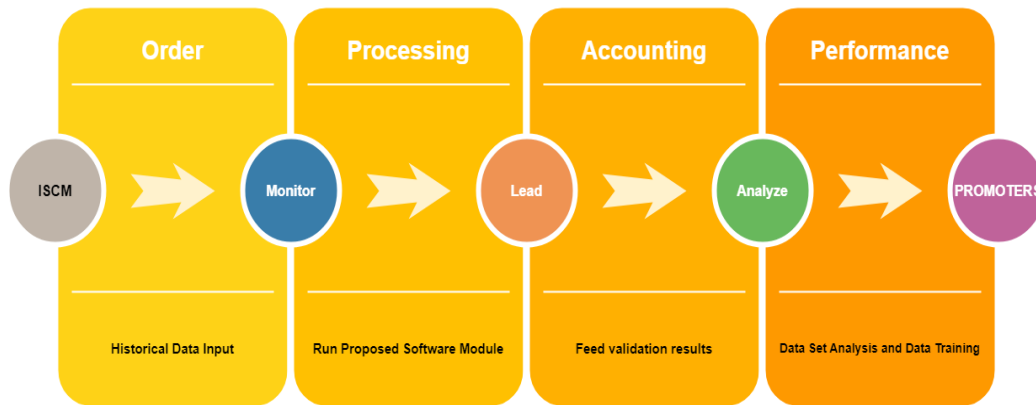 Order
Processing
Accounting
Performance
ISCM
Monitor
Lead
Analyze
PROMOTERS
Historical Data Input
Run Proposed Software Module
Feed validation results
Data Set Analysis and Data Training